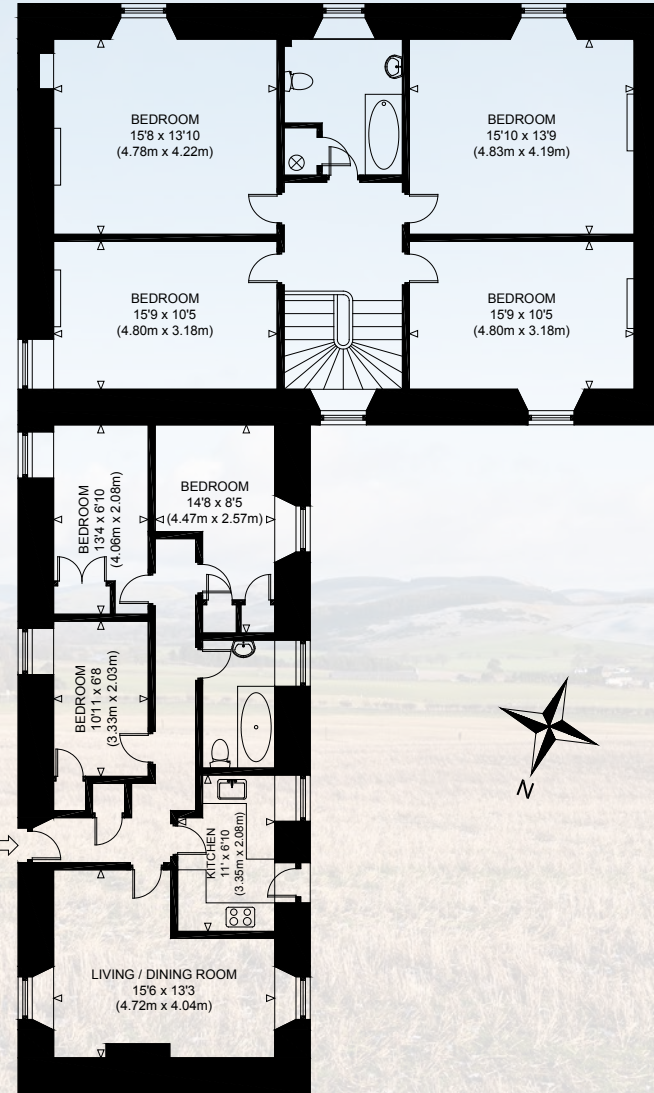 BEDROOM
15'8 x 13'10
(4.78m x 4.22m)
BEDROOM
15'10 x 13'9
(4.83m x 4.19m)
BEDROOM
15'9 x 10'5
(4.80m x 3.18m)
BEDROOM
15'9 x 10'5
(4.80m x 3.18m)
BEDROOM
13'4 x 6'10
(4.06m x 2.08m)
BEDROOM
14'8 x 8'5
(4.47m x 2.57m)
BEDROOM
10'11 x 6'8
(3.33m x 2.03m)
KITCHEN
11' x 6'10
(3.35m x 2.08m)
LIVING / DINING ROOM
15'6 x 13'3
(4.72m x 4.04m)
N